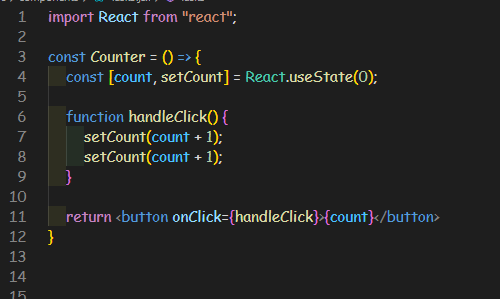 1 import React from "react";
2
3 const Counter = () => {
4 const [count, setCount] = React.useState(0);
5
6 function handleClick() {
7 setCount(count + 1);
8 setCount(count + 1);
9 }
10
11 return <button onClick={handleClick}>{count}</button>
12 }
13
14
15